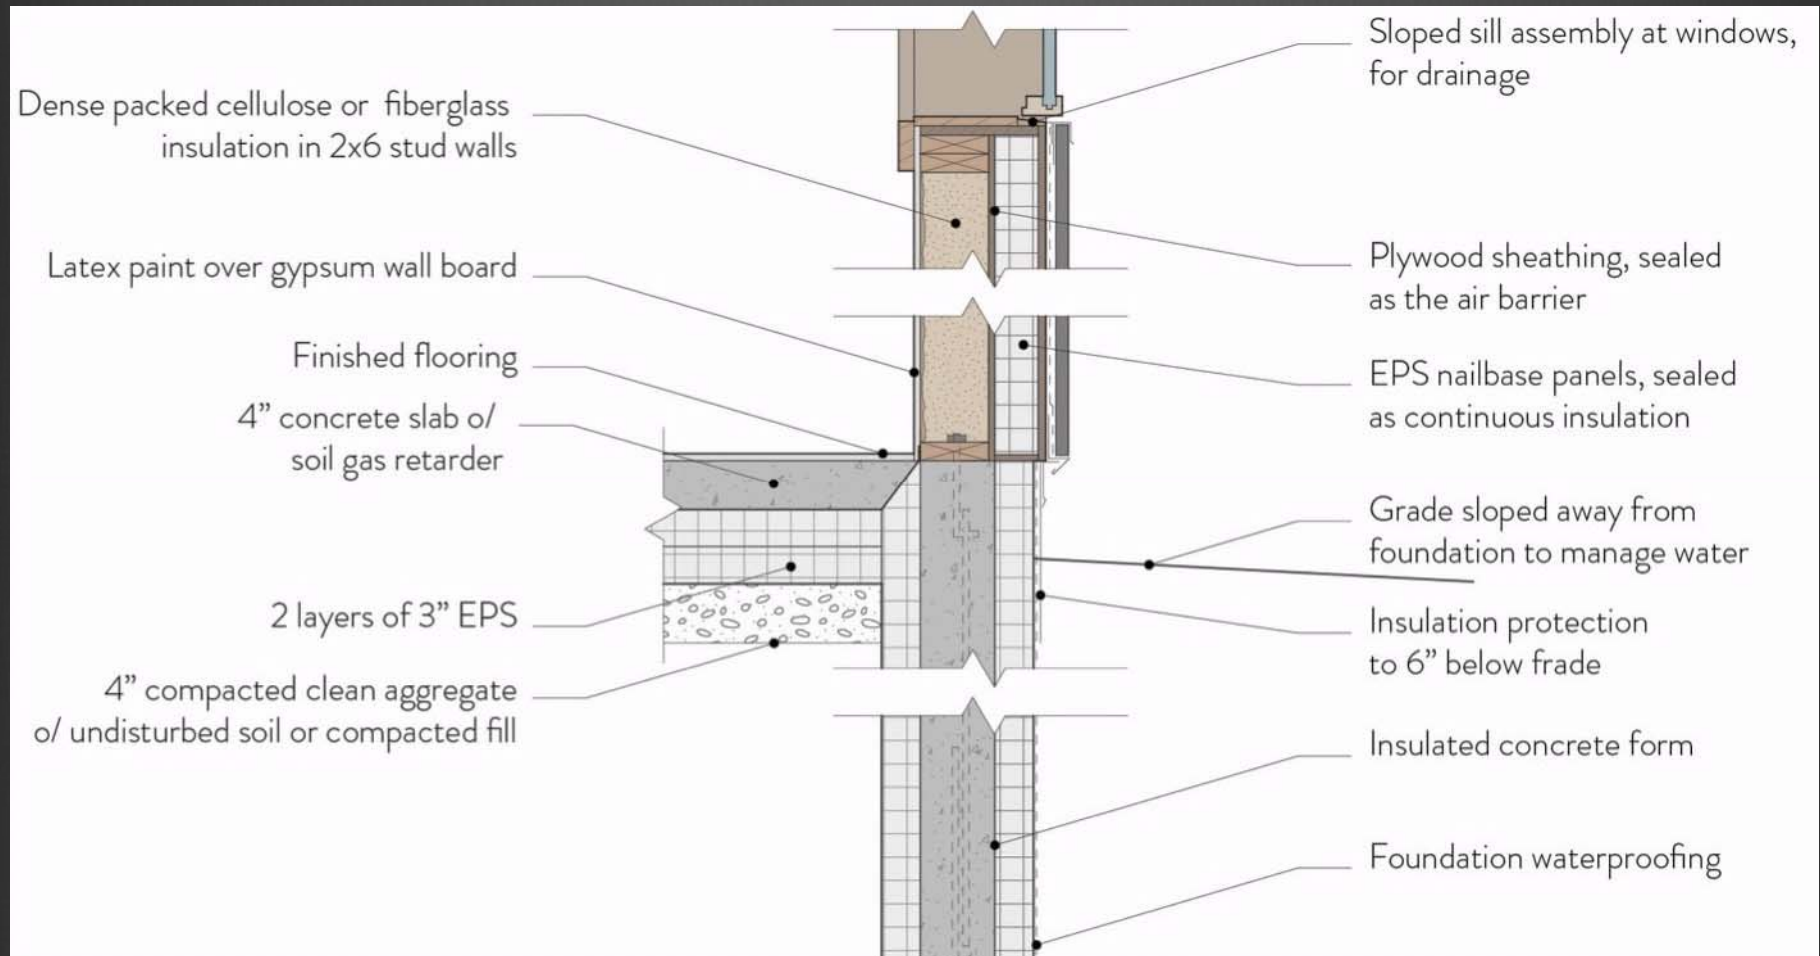 Dense packed cellulose or fiberglass
insulation in 2x6 stud walls
Latex paint over gypsum wall board
Finished flooring
4” concrete slab o/
soil gas retarder
2 layers of 3” EPS
4” compacted clean aggregate
o/ undisturbed soil or compacted fill
Sloped sill assembly at windows,
for drainage
Plywood sheathing, sealed
as the air barrier
EPS nailbase panels, sealed
as continuous insulation
Grade sloped away from
foundation to manage water
Insulation protection
to 6” below frade
Insulated concrete form
Foundation waterproofing